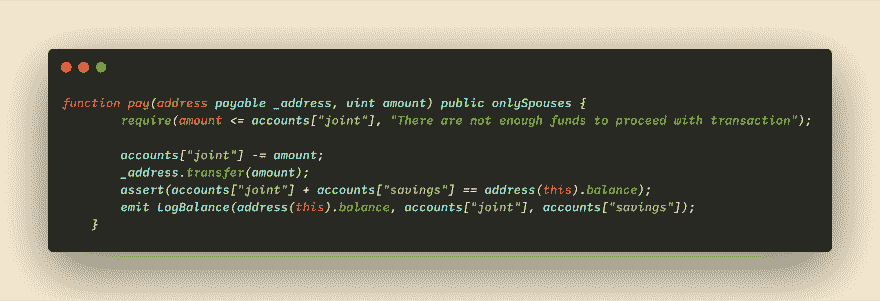 function pay(address payable _address, uint amount) public onlySpouses {
require(amount <= accounts["joint"], "There are not enough funds to proceed with transaction");
accounts["joint"] -= amount;
_address.transfer(amount);
assert(accounts["joint"] + accounts["savings"] == address(this).balance);
emit LogBalance(address(this).balance, accounts["joint"], accounts["savings"]);
}